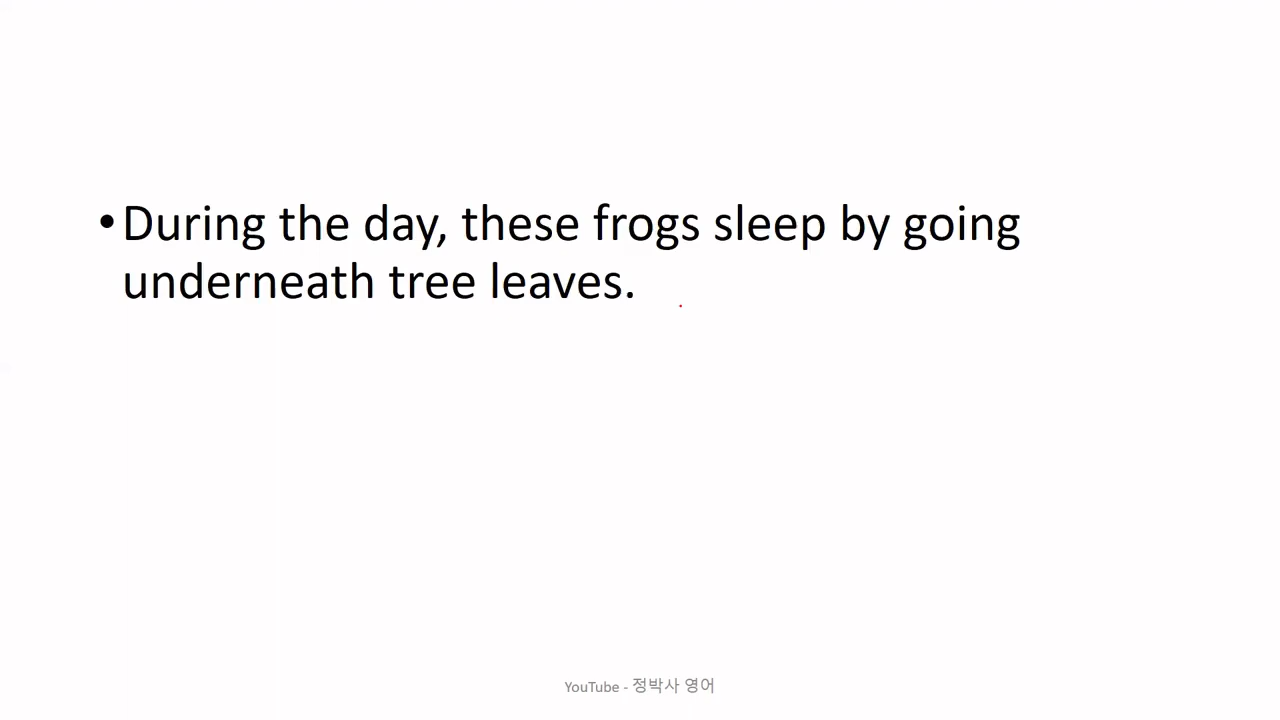 •During the day, these frogs sleep by going
underneath tree leaves.
YouTube - 정박사 영어